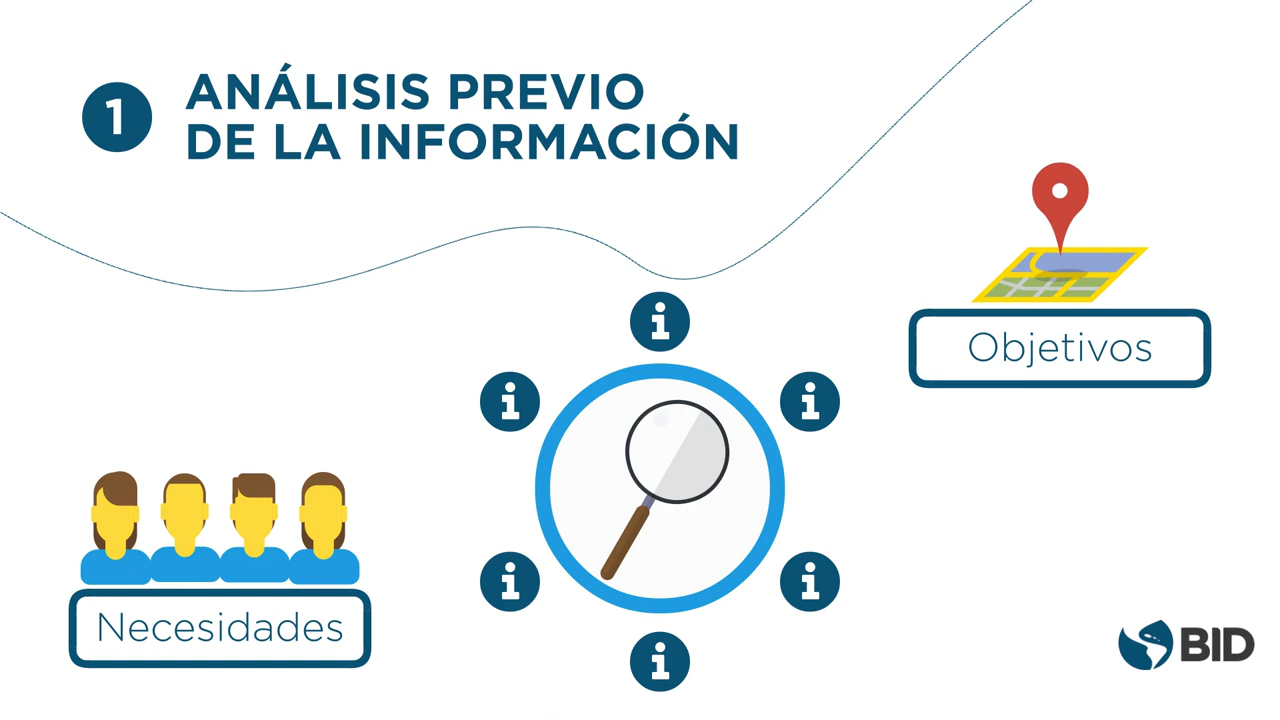 1
ANÁLISIS PREVIO
DE LA INFORMACIÓN
Objetivos
i
i
i
i
i
i
Necesidades
BID